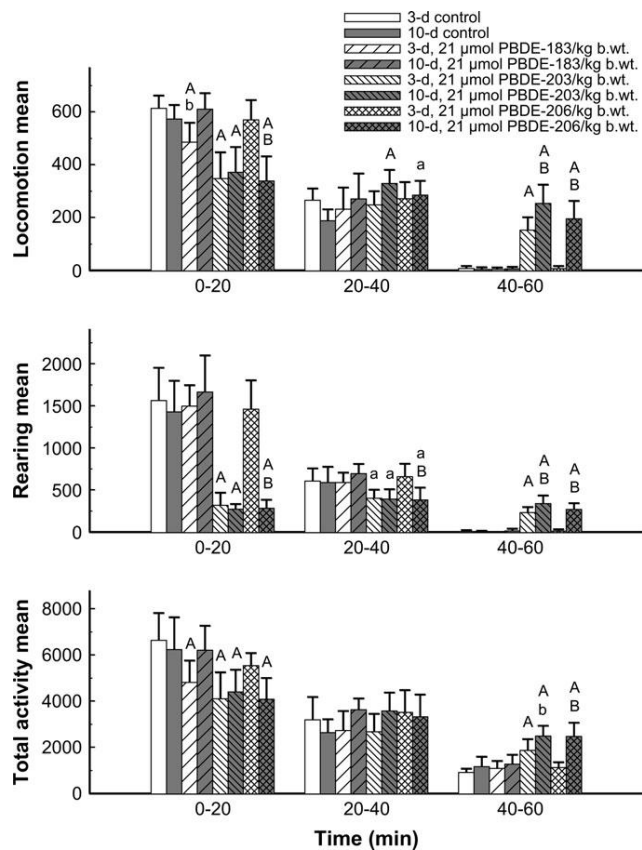 3-d control
10-d control
3-d, 21 µmol PBDE-183/kg b.wt.
10-d, 21 µmol PBDE-183/kg b.wt.
3-d, 21 µmol PBDE-203/kg b.wt.
10-d, 21 µmol PBDE-203/kg b.wt.
3-d, 21 µmol PBDE-206/kg b.wt.
10-d, 21 µmol PBDE-206/kg b.wt.
Locomotion mean
600
400
200
0
A
b
A
A
A
B
A
a
A
A
B
A
B
0-20
20-40
40-60
Rearing mean
2000
1500
1000
500
0
A
A
A
B
a
a
a
B
A
A
B
A
B
0-20
20-40
40-60
Total activity mean
8000
6000
4000
2000
0
A
A
A
A
A
A
b
A
B
0-20
20-40
40-60
Time (min)